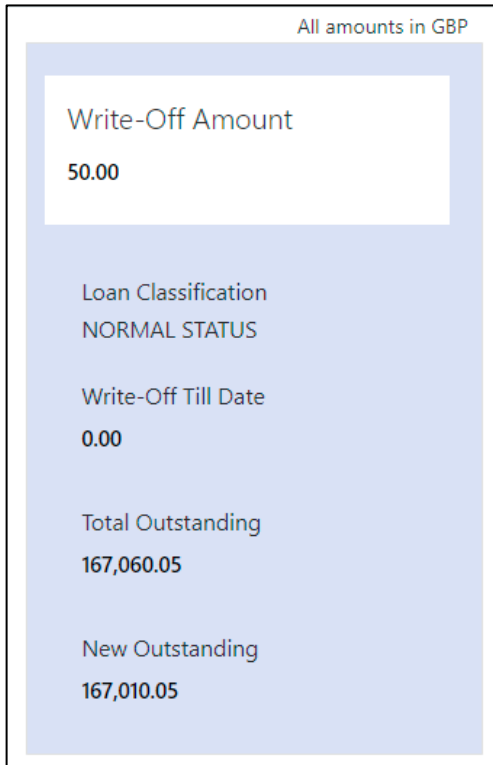 All amounts in GBP
Write-Off Amount
50.00
Loan Classification
NORMAL STATUS
Write-Off Till Date
0.00
Total Outstanding
167,060.05
New Outstanding
167,010.05